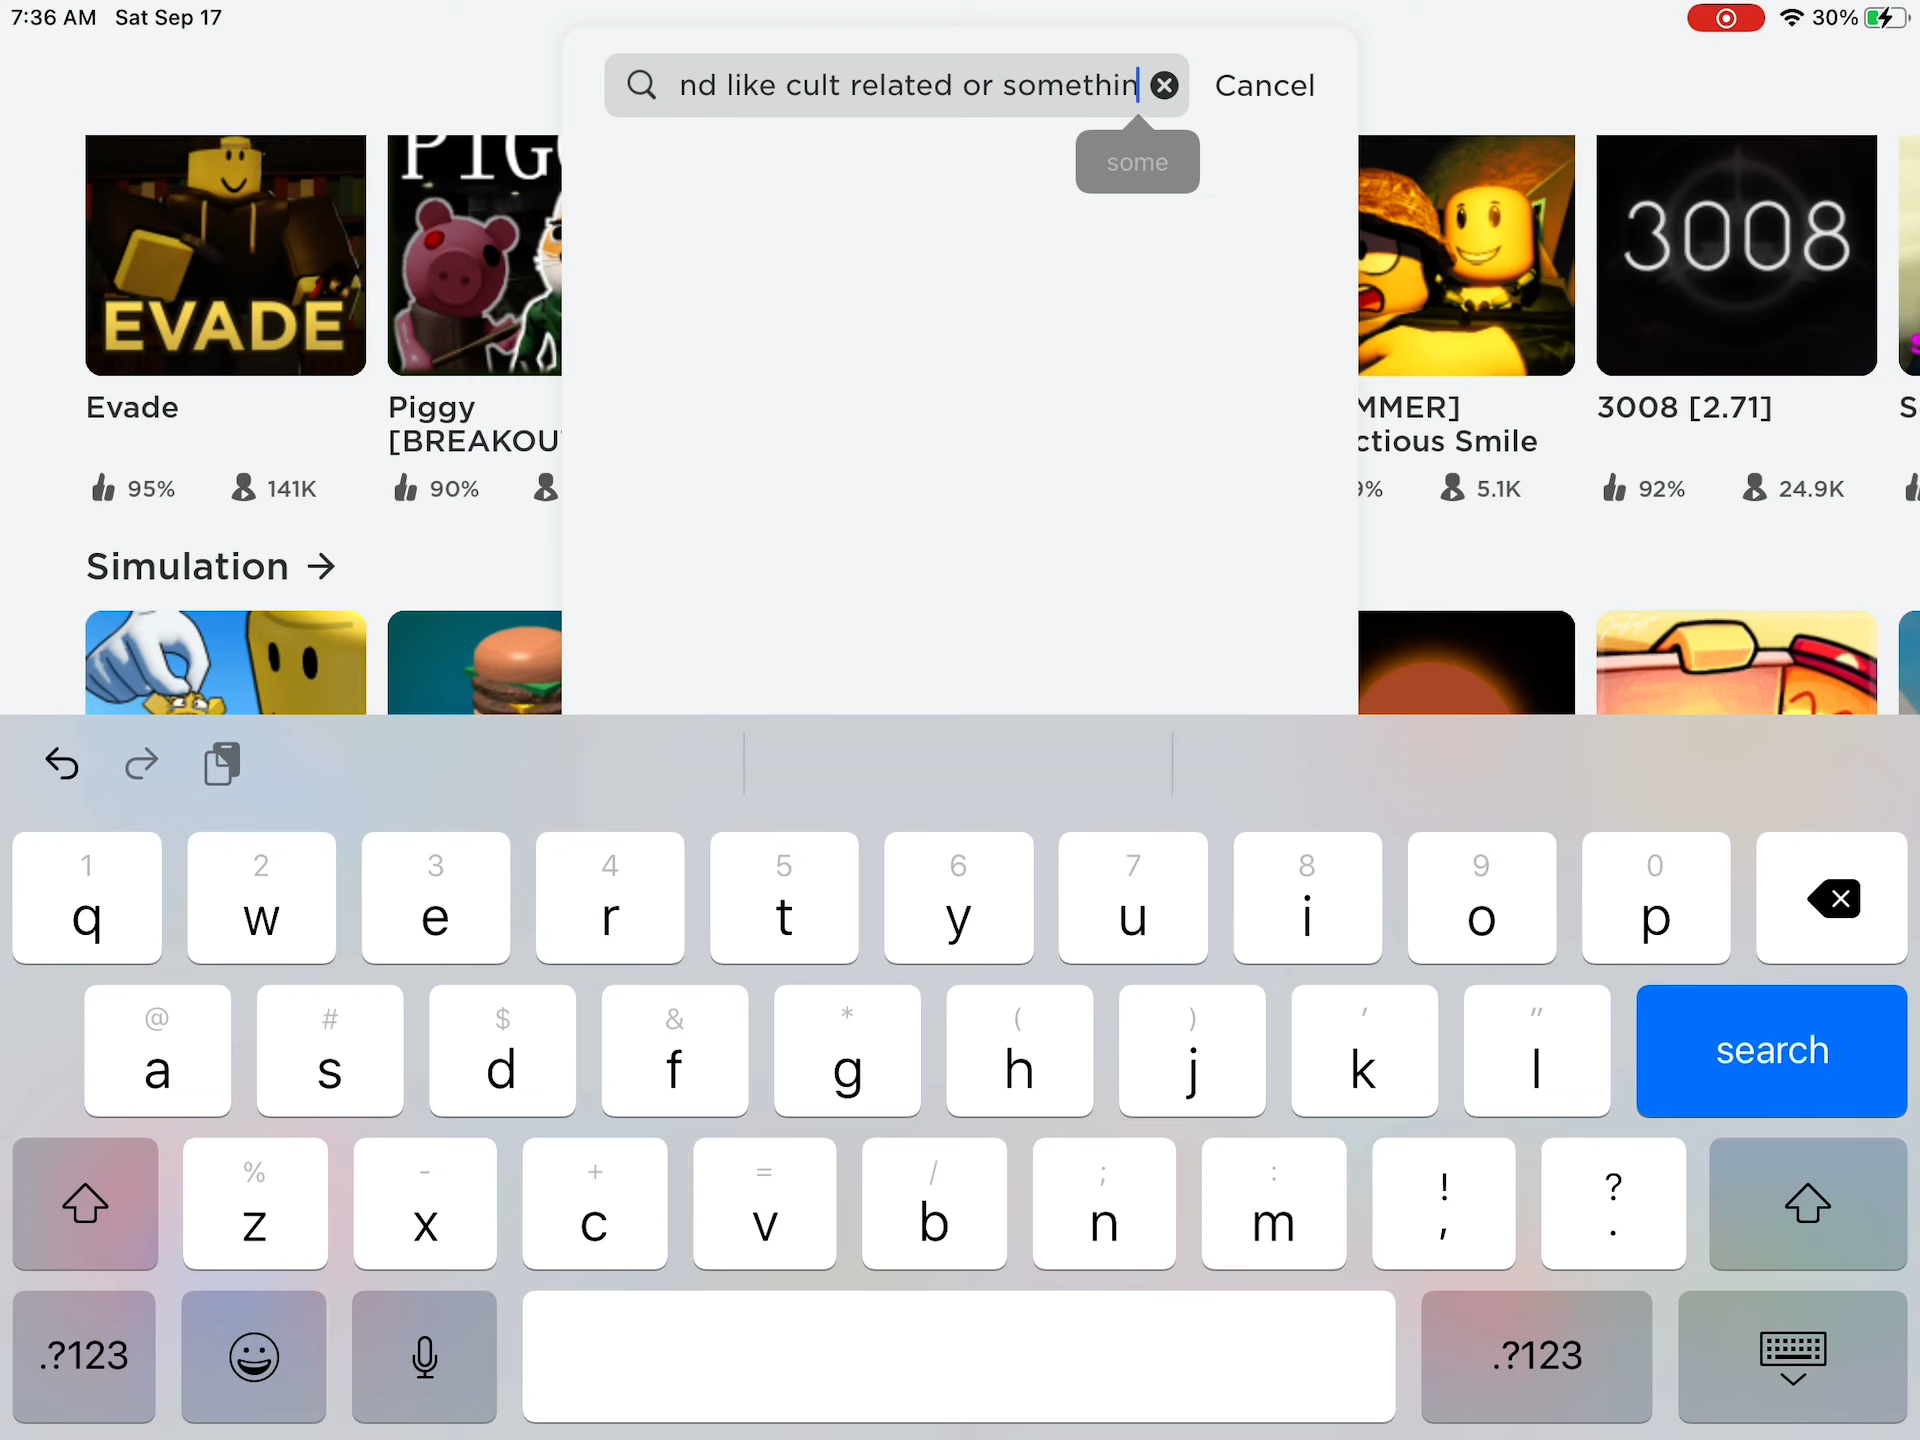 7:36 AM Sat Sep 17
30%
nd like cult related or somethin
Cancel
some
EVADE
PIG
3008
Evade
Piggy
[BREAKOU
MMER]
ctious Smile
3008 [2.71]
S
95% 141K
90%
9% 5.1K
92% 24.9K
Simulation →
1 2 3 4 5 6 7 8 9 0
q w e r t y u i o p
@ # $ & * ( ) ' "
a s d f g h j k l search
% - + = / ; : ! ?
z x c v b n m , .
.?123 .?123